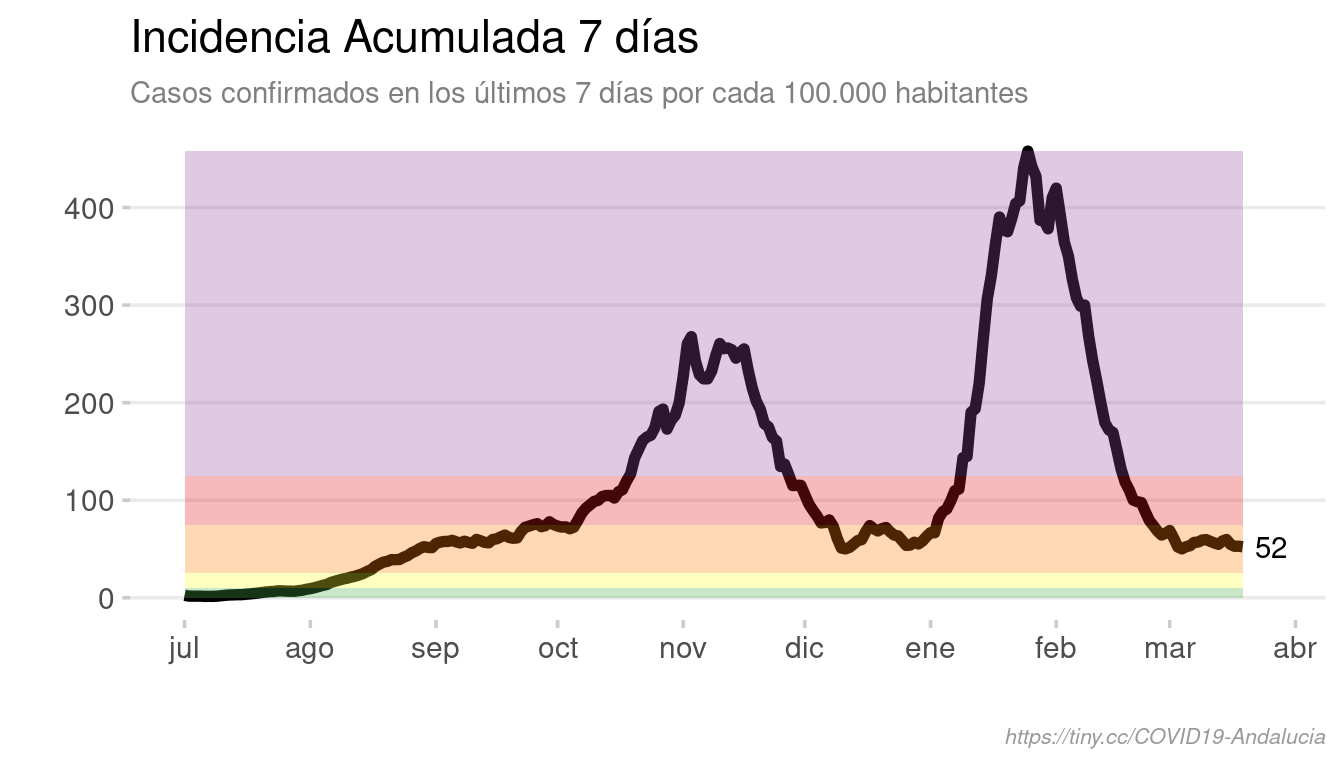 Incidencia Acumulada 7 días
Casos confirmados en los últimos 7 días por cada 100.000 habitantes
400
300
200
100
0
52
jul ago sep oct nov dic ene feb mar abr
https://tiny.cc/COVID19-Andalucia